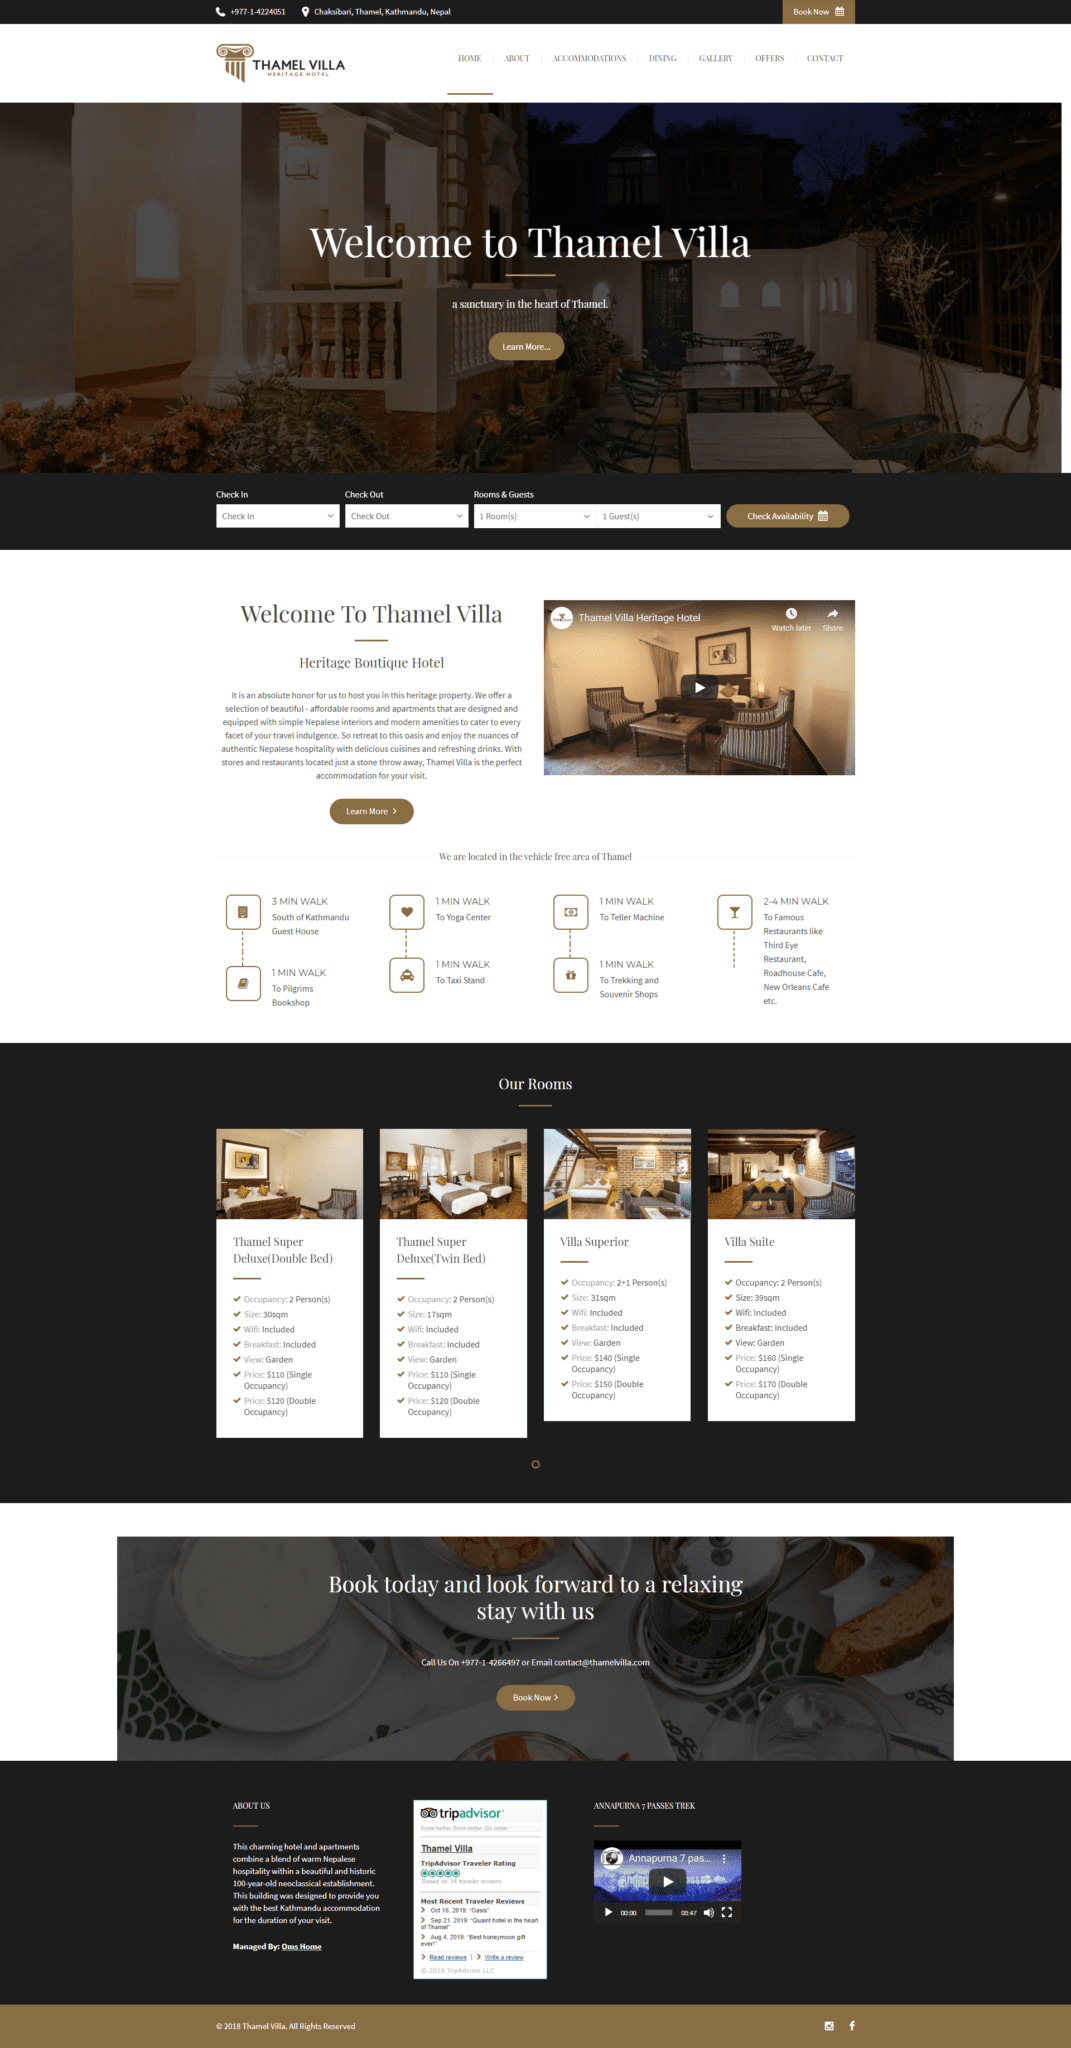 +977-1-4224051
Chaksibari, Thamel, Kathmandu, Nepal
Book Now
THAMEL VILLA
HERITAGE HOTEL
HOME
ABOUT
ACCOMMODATIONS
DINING
GALLERY
OFFERS
CONTACT
Welcome to Thamel Villa
a sanctuary in the heart of Thamel.
Learn More...
Check In
Check Out
Rooms & Guests
Check In
Check Out
1 Room(s)
1 Guest(s)
Check Availability
Welcome To Thamel Villa
Heritage Boutique Hotel
It is an absolute honor for us to host you in this heritage property. We offer a
selection of beautiful - affordable rooms and apartments that are designed and
equipped with simple Nepalese interiors and modern amenities to cater to every
facet of your travel indulgence. So retreat to this oasis and enjoy the nuances of
authentic Nepalese hospitality with delicious cuisines and refreshing drinks. With
stores and restaurants located just a stone throw away, Thamel Villa is the perfect
accommodation for your visit.
Learn More
Thamel Villa Heritage Hotel
Watch later
Share
We are located in the vehicle free area of Thamel
3 MIN WALK
South of Kathmandu
Guest House
1 MIN WALK
To Pilgrims
Bookshop
1 MIN WALK
To Yoga Center
1 MIN WALK
To Taxi Stand
1 MIN WALK
To Teller Machine
1 MIN WALK
To Trekking and
Souvenir Shops
2-4 MIN WALK
To Famous
Restaurants like
Third Eye
Restaurant,
Roadhouse Cafe,
New Orleans Cafe
etc.
Our Rooms
Thamel Super
Deluxe(Double Bed)
Occupancy: 2 Person(s)
Size: 30sqm
Wifi: Included
Breakfast: Included
View: Garden
Price: $110 (Single
Occupancy)
Price: $120 (Double
Occupancy)
Thamel Super
Deluxe(Twin Bed)
Occupancy: 2 Person(s)
Size: 17sqm
Wifi: Included
Breakfast: Included
View: Garden
Price: $110 (Single
Occupancy)
Price: $120 (Double
Occupancy)
Villa Superior
Occupancy: 2+1 Person(s)
Size: 31sqm
Wifi: Included
Breakfast: Included
View: Garden
Price: $140 (Single
Occupancy)
Price: $150 (Double
Occupancy)
Villa Suite
Occupancy: 2 Person(s)
Size: 39sqm
Wifi: Included
Breakfast: Included
View: Garden
Price: $160 (Single
Occupancy)
Price: $170 (Double
Occupancy)
Book today and look forward to a relaxing
stay with us
Call Us On +977-1-4266497 or Email contact@thamelvilla.com
Book Now
ABOUT US
This charming hotel and apartments
combine a blend of warm Nepalese
hospitality within a beautiful and historic
100-year-old neoclassical establishment.
This building was designed to provide you
with the best Kathmandu accommodation
for the duration of your visit.
Managed By: Oms Home
tripadvisor
Know better. Book better. Go better.
Thamel Villa
TripAdvisor Traveler Rating
Based on 34 traveler reviews
Most Recent Traveler Reviews
Oct 16, 2019: "Oasis"
Sep 21, 2019: "Quaint hotel in the heart
of Thamel"
Aug 4, 2019: "Best honeymoon gift
ever!"
Read reviews | Write a review
© 2019 TripAdvisor LLC
ANNAPURNA 7 PASSES TREK
Annapurna 7 pas...
00:00
03:47
© 2018 Thamel Villa. All Rights Reserved